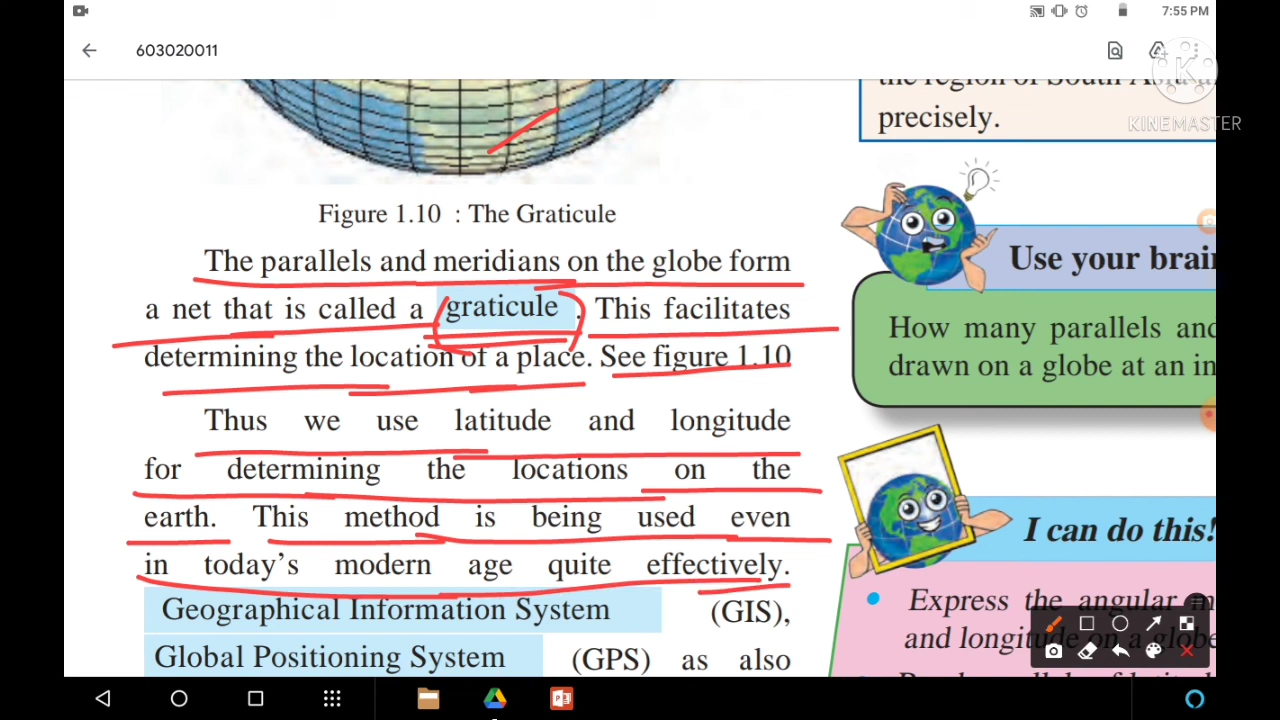 7:55 PM
603020011
precisely.
KINEMASTER
Figure 1.10 : The Graticule
The parallels and meridians on the globe form
a net that is called a graticule . This facilitates
determining the location of a place. See figure 1.10
Thus we use latitude and longitude
for determining the locations on the
earth. This method is being used even
in today's modern age quite effectively.
Geographical Information System (GIS),
Global Positioning System (GPS) as also
the region of South
Use your
How many parallels
drawn on a globe at an
I can do this!
Express the angular
and longitude on a globe